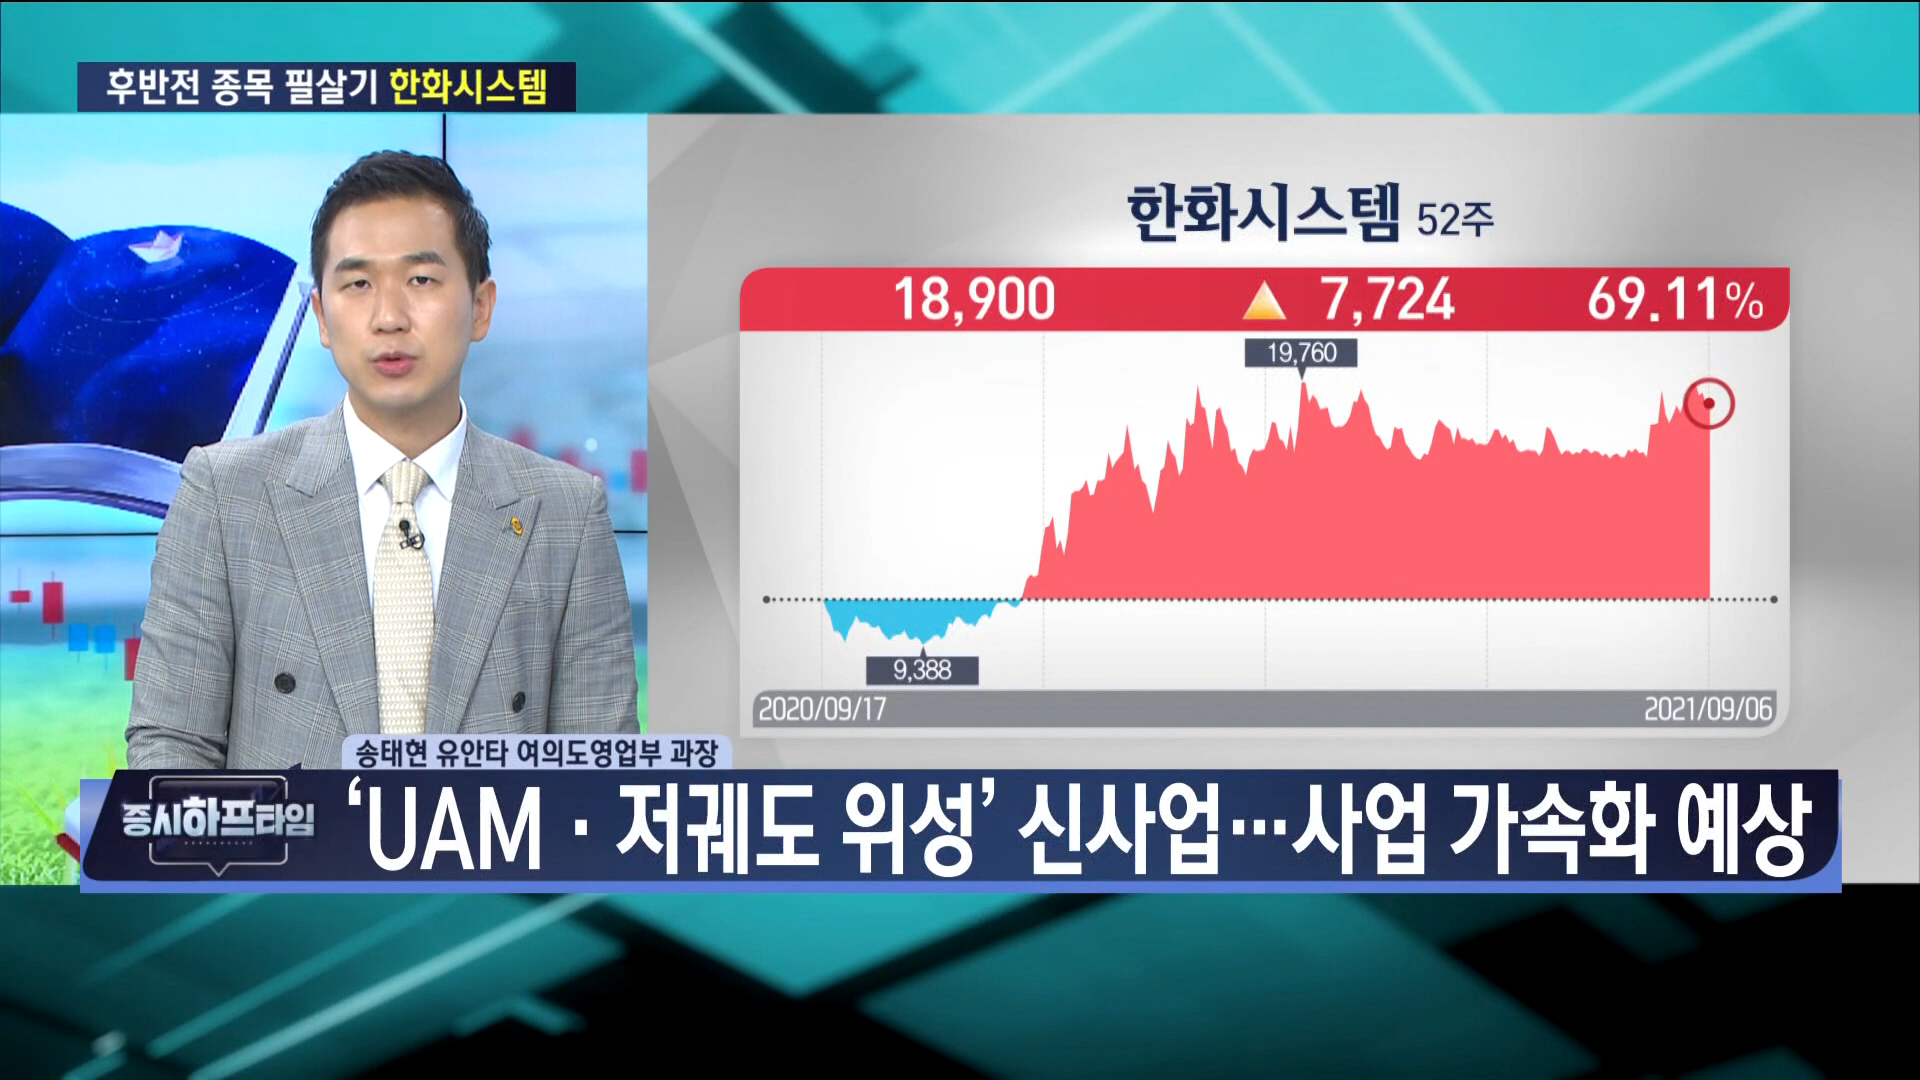 후반전 종목 필살기 한화시스템
한화시스템 52주
18,900 ▲ 7,724 69.11%
19,760
9,388
2020/09/17 2021/09/06
송태현 유안타 여의도영업부 과장
증시하프타임
‘UAM · 저궤도 위성’ 신사업…사업 가속화 예상